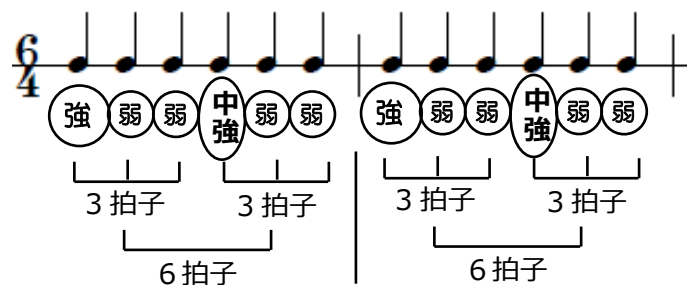 6
4
強 弱 弱 中強 弱 弱 強 弱 弱 中強 弱 弱
3拍子 3拍子 3拍子 3拍子
6拍子 6拍子